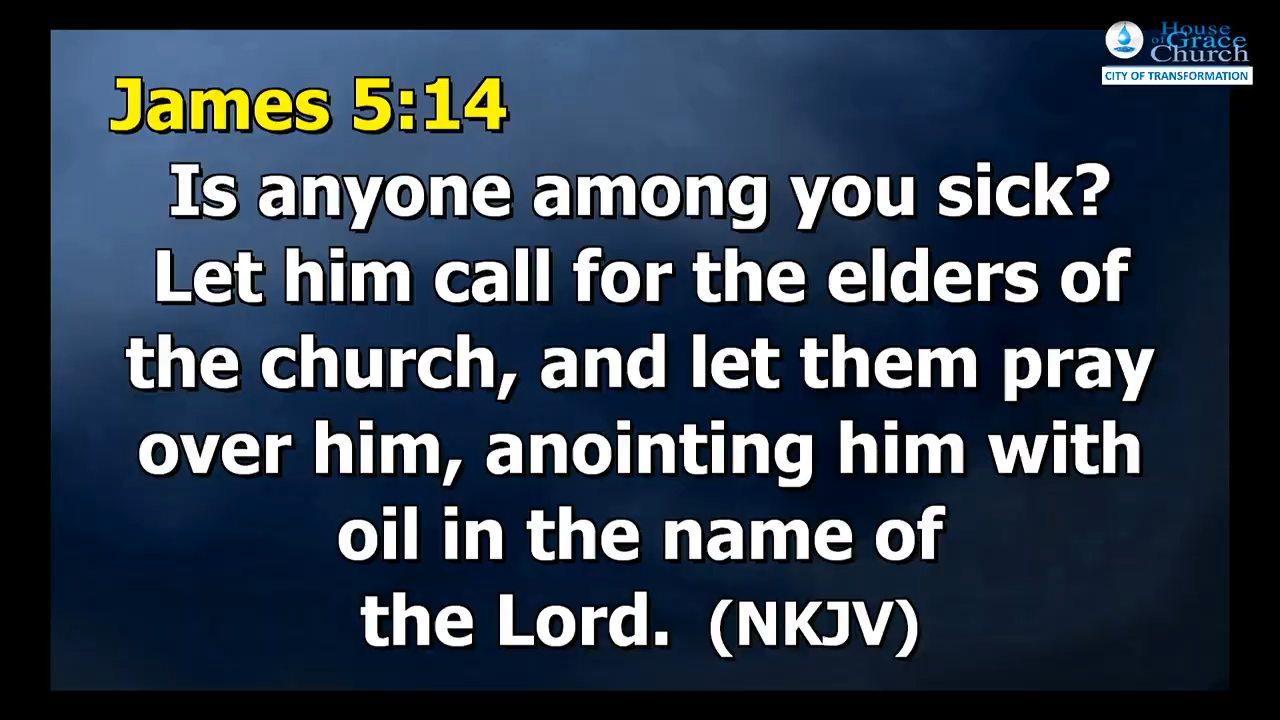 House
of Grace
Church
CITY OF TRANSFORMATION
James 5:14
Is anyone among you sick?
Let him call for the elders of
the church, and let them pray
over him, anointing him with
oil in the name of
the Lord. (NKJV)